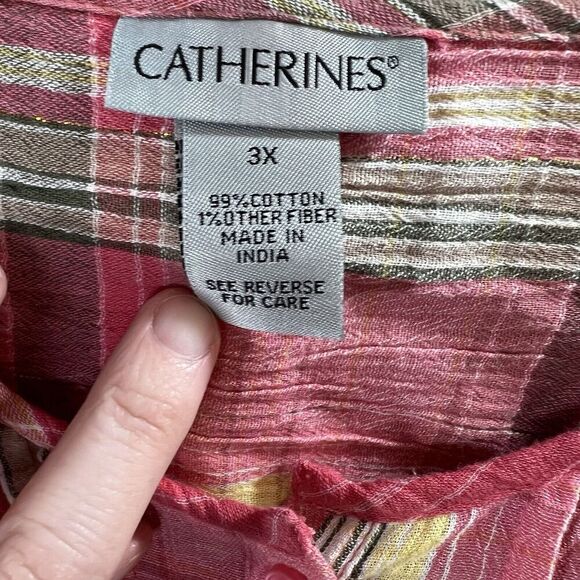 CATHERINES®
3X
99%COTTON
1%OTHER FIBER
MADE IN
INDIA
SEE REVERSE
FOR CARE